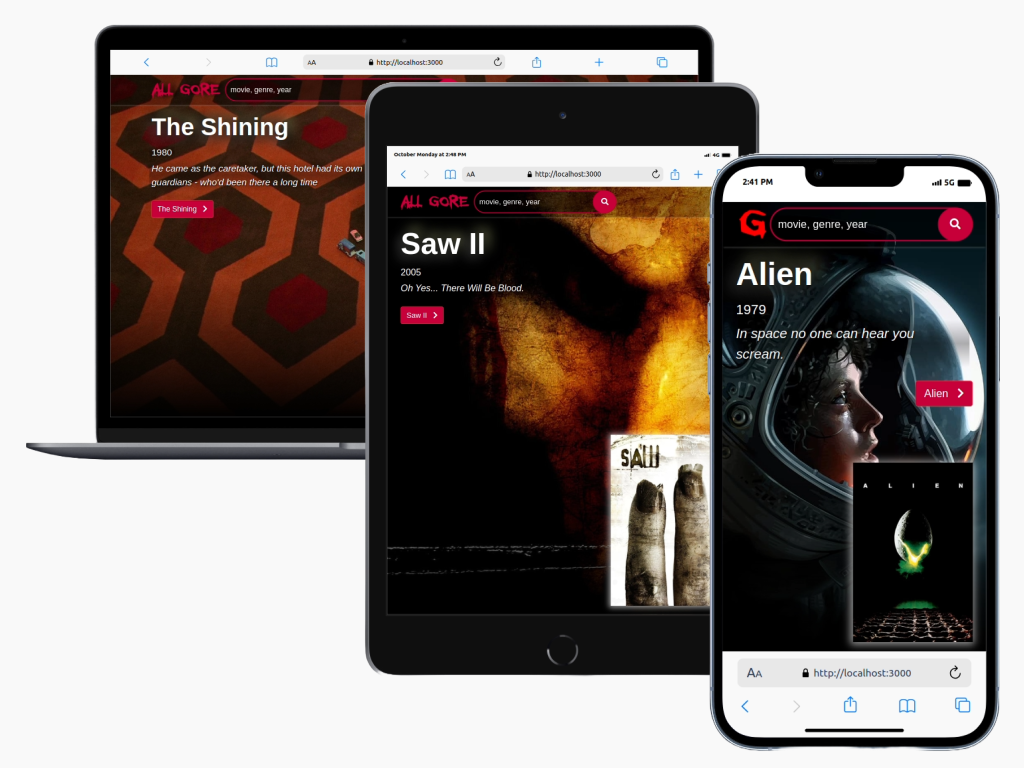 AA
http://localhost:3000
ALL GORE
movie, genre, year
The Shining
1980
He came as the caretaker, but this hotel had its own
guardians - who'd been there a long time
The Shining
October Monday at 2:48 PM
4G
AA
http://localhost:3000
ALL GORE
movie, genre, year
Saw II
2005
Oh Yes... There Will Be Blood.
Saw II
SAW
2:41 PM
5G
G
movie, genre, year
Alien
1979
In space no one can hear you
scream.
Alien
A L I E N
AA
http://localhost:3000